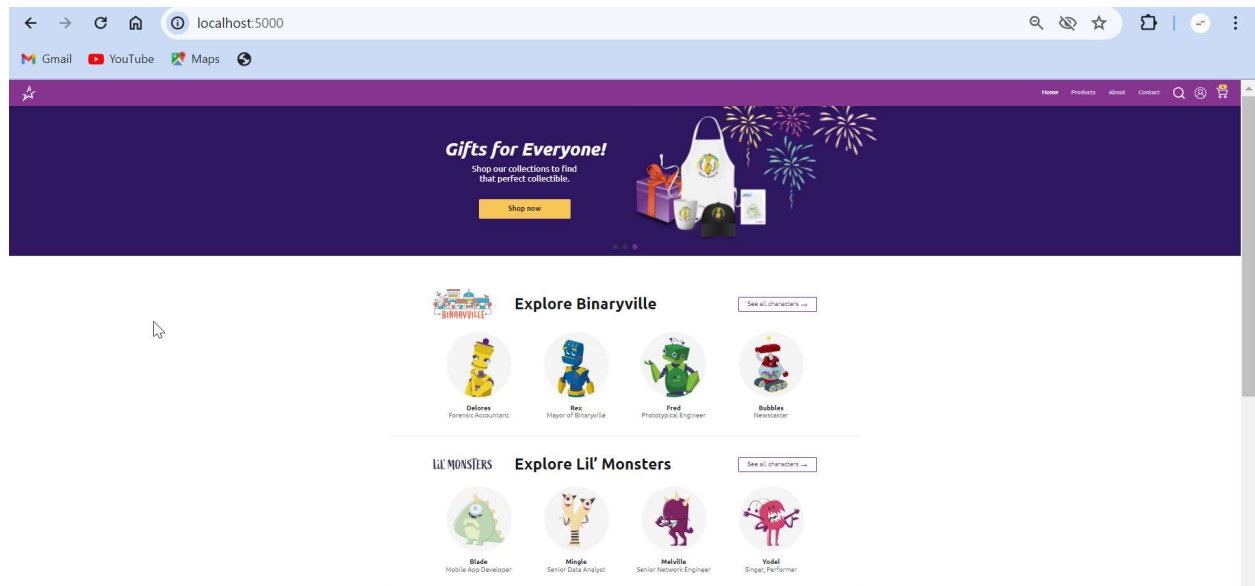 localhost:5000
Gmail YouTube Maps
Home Products About Contact
Gifts for Everyone!
Shop our collections to find
that perfect collectible.
Shop now
BINARYVILLE Explore Binaryville See all characters →
Delores Rex Fred Bubbles
Forensic Accountant Mayor of Binaryville Prototypical Engineer Newscaster
LiL' MONSTERS Explore Lil’ Monsters See all characters →
Blade Mingle Melville Yodel
Mobile App Developer Senior Data Analyst Senior Network Engineer Singer, Performer